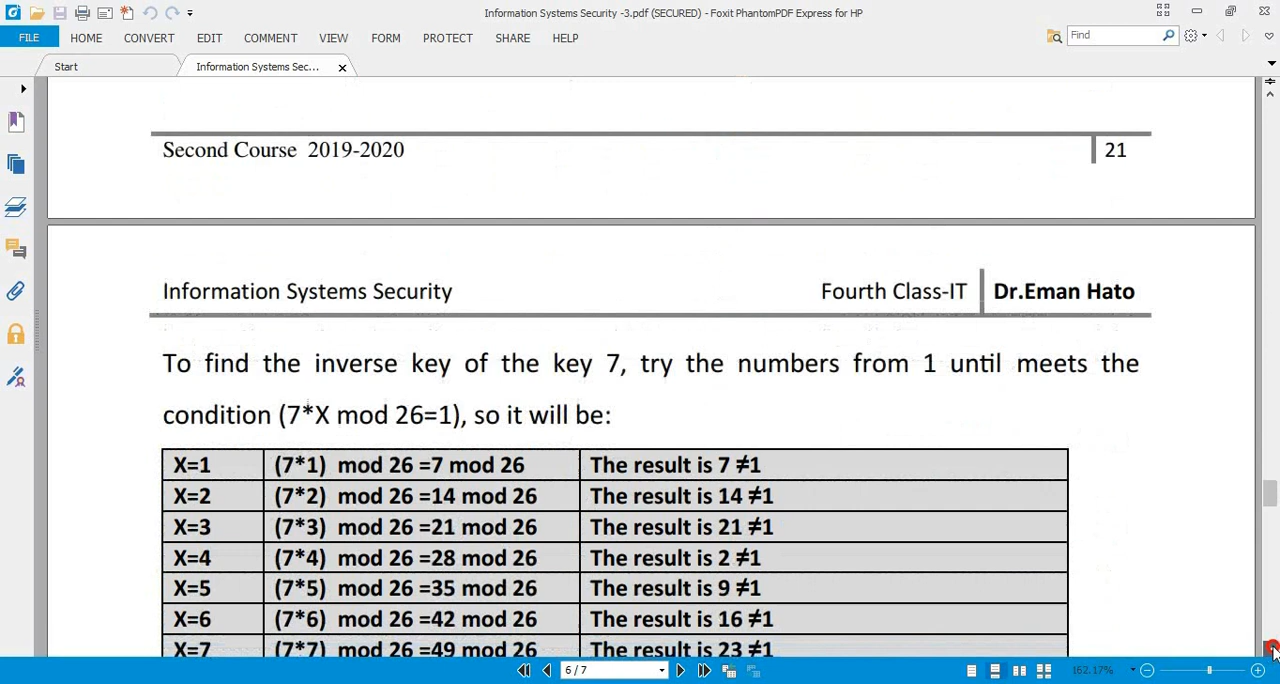 Information Systems Security -3.pdf (SECURED) - Foxit PhantomPDF Express for HP
FILE HOME CONVERT EDIT COMMENT VIEW FORM PROTECT SHARE HELP Find
Start Information Systems Sec...
Second Course 2019-2020 21
Information Systems Security Fourth Class-IT Dr.Eman Hato
To find the inverse key of the key 7, try the numbers from 1 until meets the
condition (7*X mod 26=1), so it will be:
X=1 (7*1) mod 26 =7 mod 26 The result is 7 ≠1
X=2 (7*2) mod 26 =14 mod 26 The result is 14 ≠1
X=3 (7*3) mod 26 =21 mod 26 The result is 21 ≠1
X=4 (7*4) mod 26 =28 mod 26 The result is 2 ≠1
X=5 (7*5) mod 26 =35 mod 26 The result is 9 ≠1
X=6 (7*6) mod 26 =42 mod 26 The result is 16 ≠1
X=7 (7*7) mod 26 =49 mod 26 The result is 23 ≠1
6 / 7 162.17%